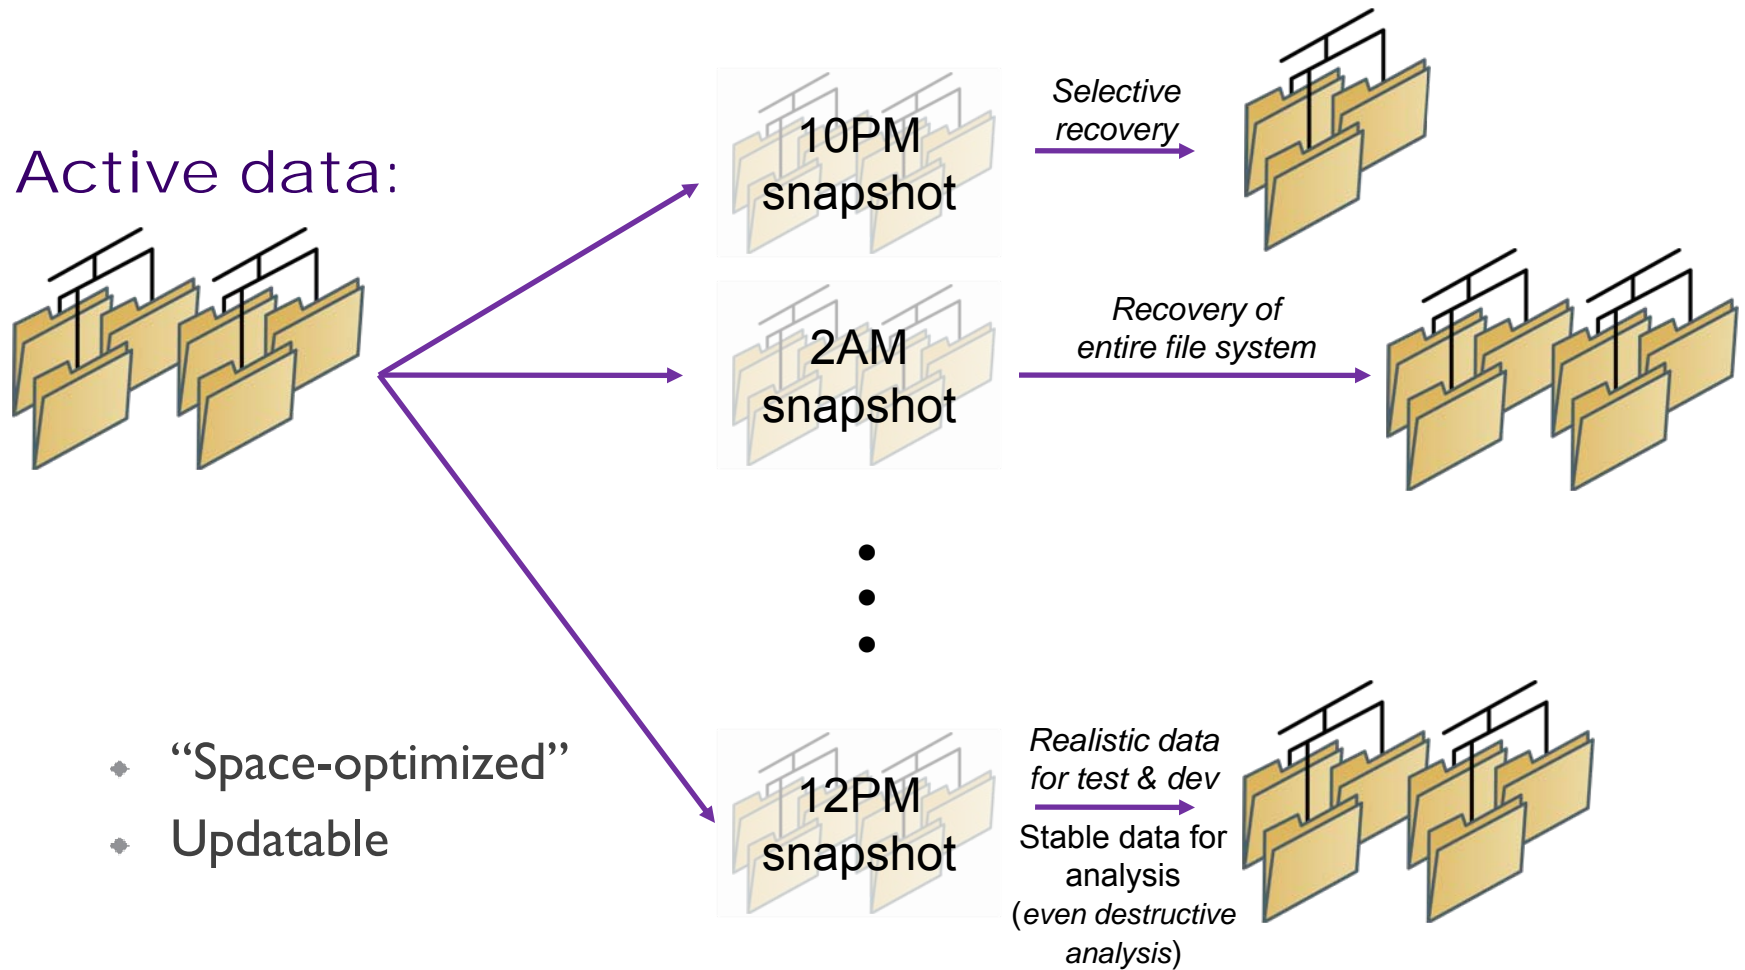 Active data:
10PM
snapshot
Selective
recovery
2AM
snapshot
Recovery of
entire file system
12PM
snapshot
Realistic data
for test & dev
Stable data for
analysis
(even destructive
analysis)
“Space-optimized”
Updatable